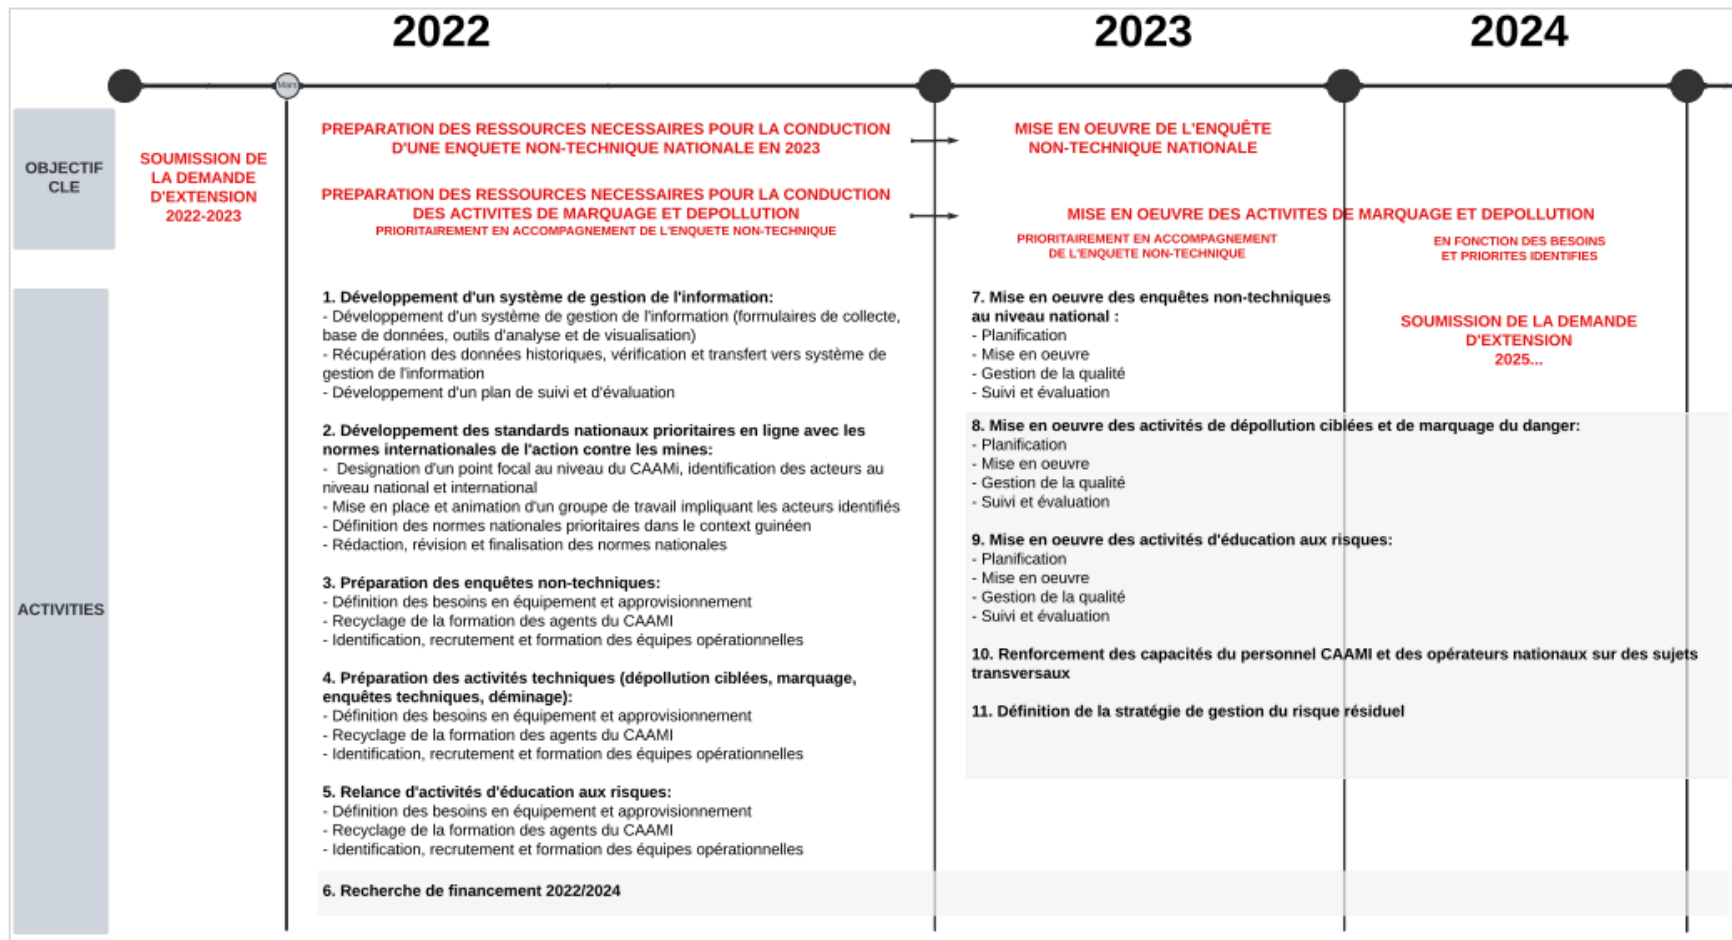 2022
2023
2024
Mars
OBJECTIF
CLE
SOUMISSION DE
LA DEMANDE
D'EXTENSION
2022-2023
PREPARATION DES RESSOURCES NECESSAIRES POUR LA CONDUCTION
D'UNE ENQUETE NON-TECHNIQUE NATIONALE EN 2023
MISE EN OEUVRE DE L'ENQUÊTE
NON-TECHNIQUE NATIONALE
PREPARATION DES RESSOURCES NECESSAIRES POUR LA CONDUCTION
DES ACTIVITES DE MARQUAGE ET DEPOLLUTION
PRIORITAIREMENT EN ACCOMPAGNEMENT DE L'ENQUETE NON-TECHNIQUE
MISE EN OEUVRE DES ACTIVITES DE MARQUAGE ET DEPOLLUTION
PRIORITAIREMENT EN ACCOMPAGNEMENT
DE L'ENQUETE NON-TECHNIQUE
EN FONCTION DES BESOINS
ET PRIORITES IDENTIFIES
ACTIVITIES
1. Développement d'un système de gestion de l'information:
- Développement d'un système de gestion de l'information (formulaires de collecte,
base de données, outils d'analyse et de visualisation)
- Récupération des données historiques, vérification et transfert vers système de
gestion de l'information
- Développement d'un plan de suivi et d'évaluation
2. Développement des standards nationaux prioritaires en ligne avec les
normes internationales de l'action contre les mines:
- Designation d'un point focal au niveau du CAAMi, identification des acteurs au
niveau national et international
- Mise en place et animation d'un groupe de travail impliquant les acteurs identifiés
- Définition des normes nationales prioritaires dans le context guinéen
- Rédaction, révision et finalisation des normes nationales
3. Préparation des enquêtes non-techniques:
- Définition des besoins en équipement et approvisionnement
- Recyclage de la formation des agents du CAAMI
- Identification, recrutement et formation des équipes opérationnelles
4. Préparation des activités techniques (dépollution ciblées, marquage,
enquêtes techniques, déminage):
- Définition des besoins en équipement et approvisionnement
- Recyclage de la formation des agents du CAAMI
- Identification, recrutement et formation des équipes opérationnelles
5. Relance d'activités d'éducation aux risques:
- Définition des besoins en équipement et approvisionnement
- Recyclage de la formation des agents du CAAMI
- Identification, recrutement et formation des équipes opérationnelles
6. Recherche de financement 2022/2024
7. Mise en oeuvre des enquêtes non-techniques
au niveau national :
- Planification
- Mise en oeuvre
- Gestion de la qualité
- Suivi et évaluation
SOUMISSION DE LA DEMANDE
D'EXTENSION
2025...
8. Mise en oeuvre des activités de dépollution ciblées et de marquage du danger:
- Planification
- Mise en oeuvre
- Gestion de la qualité
- Suivi et évaluation
9. Mise en oeuvre des activités d'éducation aux risques:
- Planification
- Mise en oeuvre
- Gestion de la qualité
- Suivi et évaluation
10. Renforcement des capacités du personnel CAAMI et des opérateurs nationaux sur des sujets
transversaux
11. Définition de la stratégie de gestion du risque résiduel